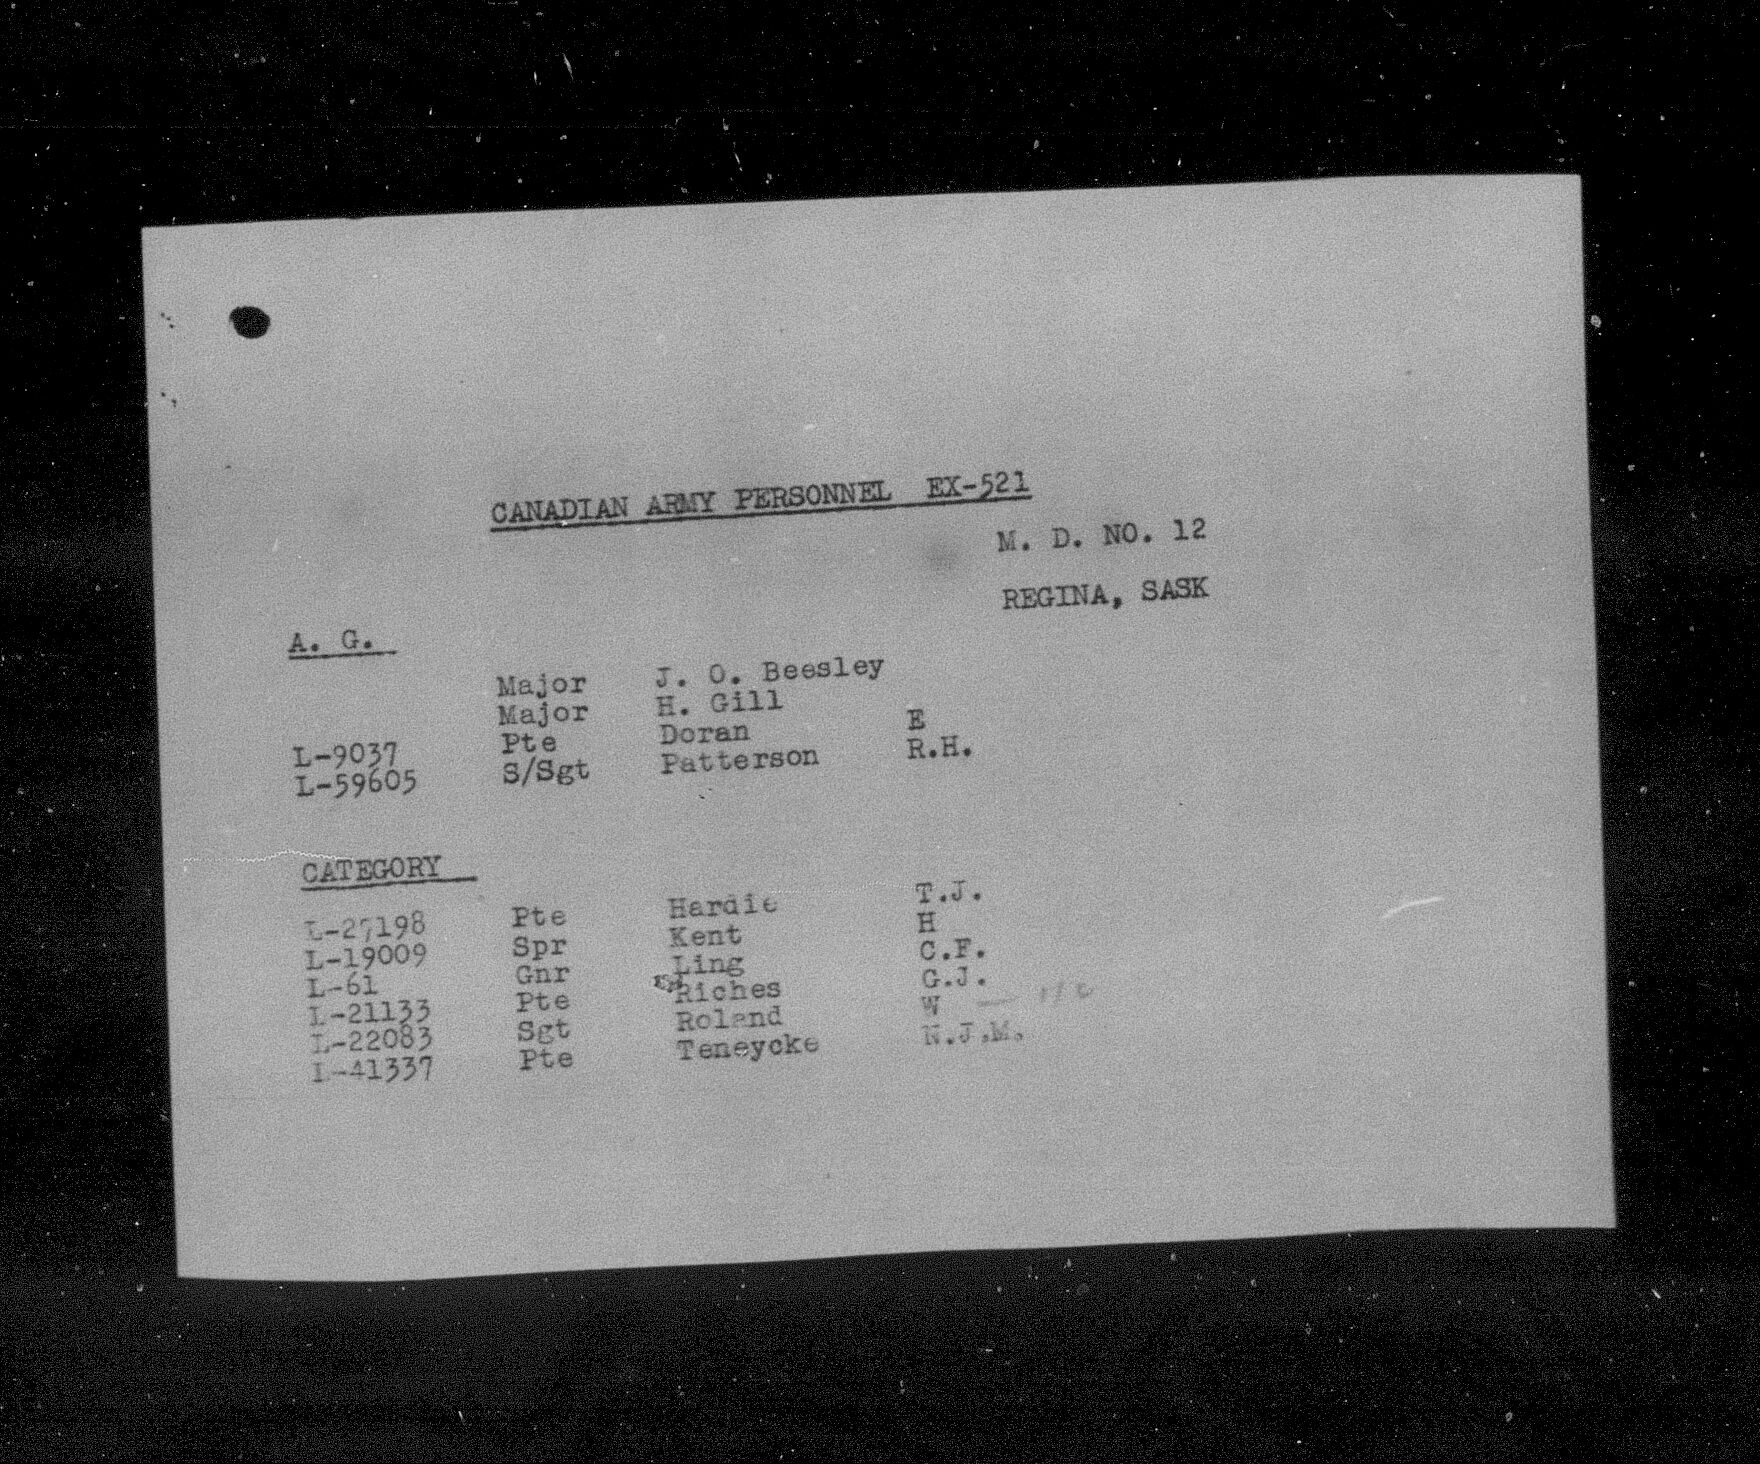 CANADIAN ARMY PERSONNEL EX-521
M. D. NO. 12
REGINA, SASK
A. G.
Major J. O. Beesley
Major H. Gill
L-9037 Pte Doran E
L-59605 S/Sgt Patterson R.H.
CATEGORY
L-27198 Pte Hardie T.J.
L-19009 Spr Kent H
L-61 Gnr Ling C.F.
L-21133 Pte Riches G.J.
L-22083 Sgt Roland W
L-41337 Pte Teneycke N.J.M.